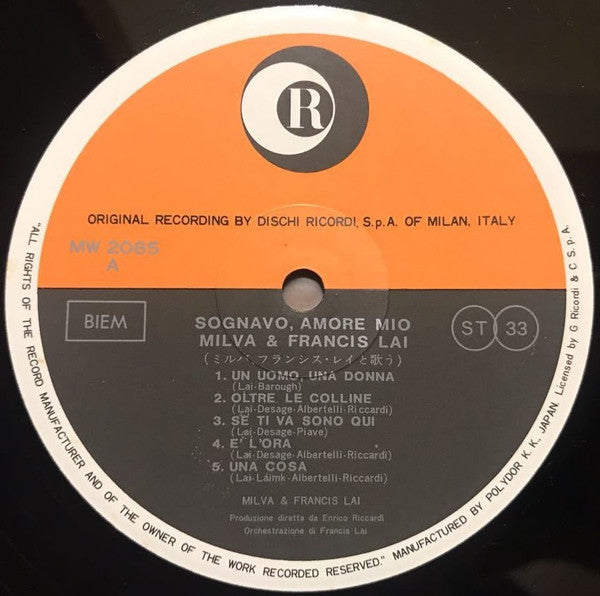 R
ORIGINAL RECORDING BY DISCHI RICORDI, S.p.A. OF MILAN, ITALY
MW 2085
A
BIEM
ST 33
SOGNAVO, AMORE MIO
MILVA & FRANCIS LAI
(ミルバ, フランシス・レイと歌う)
1. UN UOMO, UNA DONNA
(Lai-Barough)
2. OLTRE LE COLLINE
(Lai-Desage-Albertelli-Riccardi)
3. SE TI VA SONO QUI
(Lai-Desage-Piave)
4. E' L'ORA
(Lai-Desage-Albertelli-Riccardi)
5. UNA COSA
(Lai-Láimk-Albertelli-Riccardi)
MILVA & FRANCIS LAI
Produzione diretta da Enrico Riccardi
Orchestrazione di Francis Lai
"ALL RIGHTS OF THE RECORD MANUFACTURER AND OF THE OWNER OF THE WORK RECORDED RESERVED." MANUFACTURED BY POLYDOR K. K., JAPAN. Licensed by G Ricordi & C S.P.A.